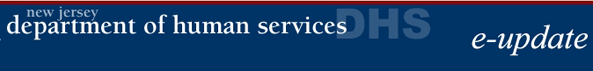 new jersey
department of human services DHS
e-update